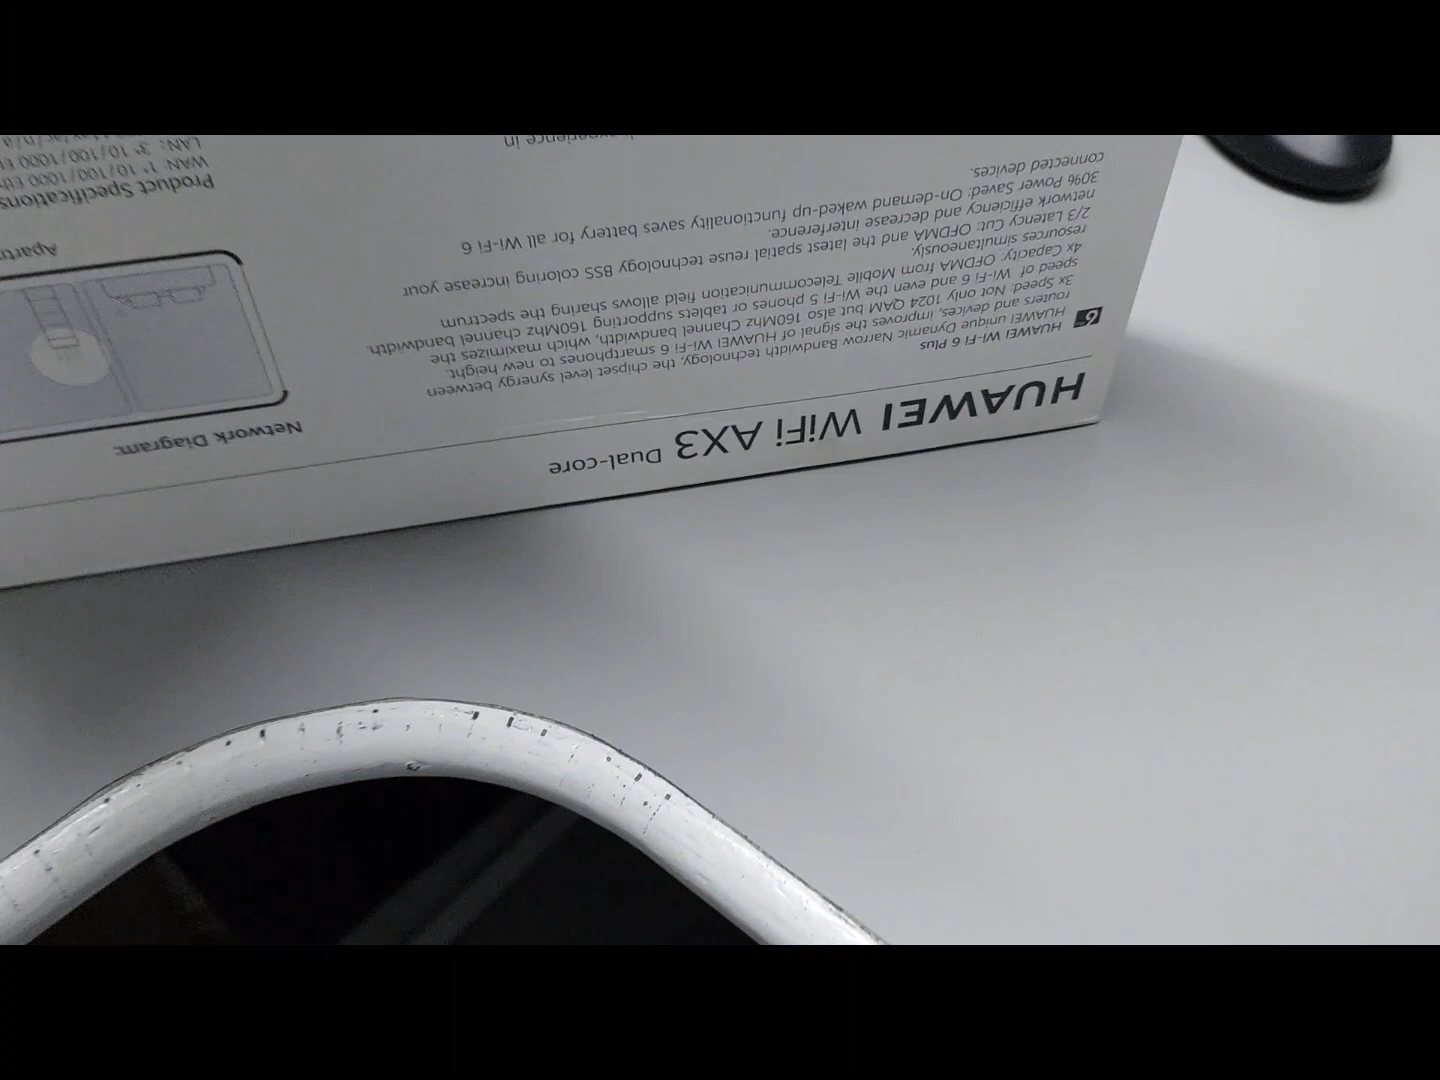 HUAWEI WiFi AX3 Dual-core
HUAWEI Wi-Fi 6 Plus
HUAWEI unique Dynamic Narrow Bandwidth technology, the chipset level synergy between
routers and devices, improves the signal of HUAWEI Wi-Fi 6 smartphones to new height.
3x Speed: Not only 1024 QAM but also 160Mhz Channel bandwidth, which maximizes the
speed of Wi-Fi 6 and even the Wi-Fi 5 phones or tablets supporting 160Mhz channel bandwidth.
4x Capacity: OFDMA from Mobile Telecommunication field allows sharing the spectrum
resources simultaneously.
2/3 Latency Cut: OFDMA and the latest spatial reuse technology BSS coloring increase your
network efficiency and decrease interference.
30% Power Saved: On-demand waked-up functionality saves battery for all Wi-Fi 6
connected devices.
experience in
Network Diagram:
Apart
Product Specifications
WAN: 1* 10/100/1000 Eth
LAN: 3* 10/100/1000 E